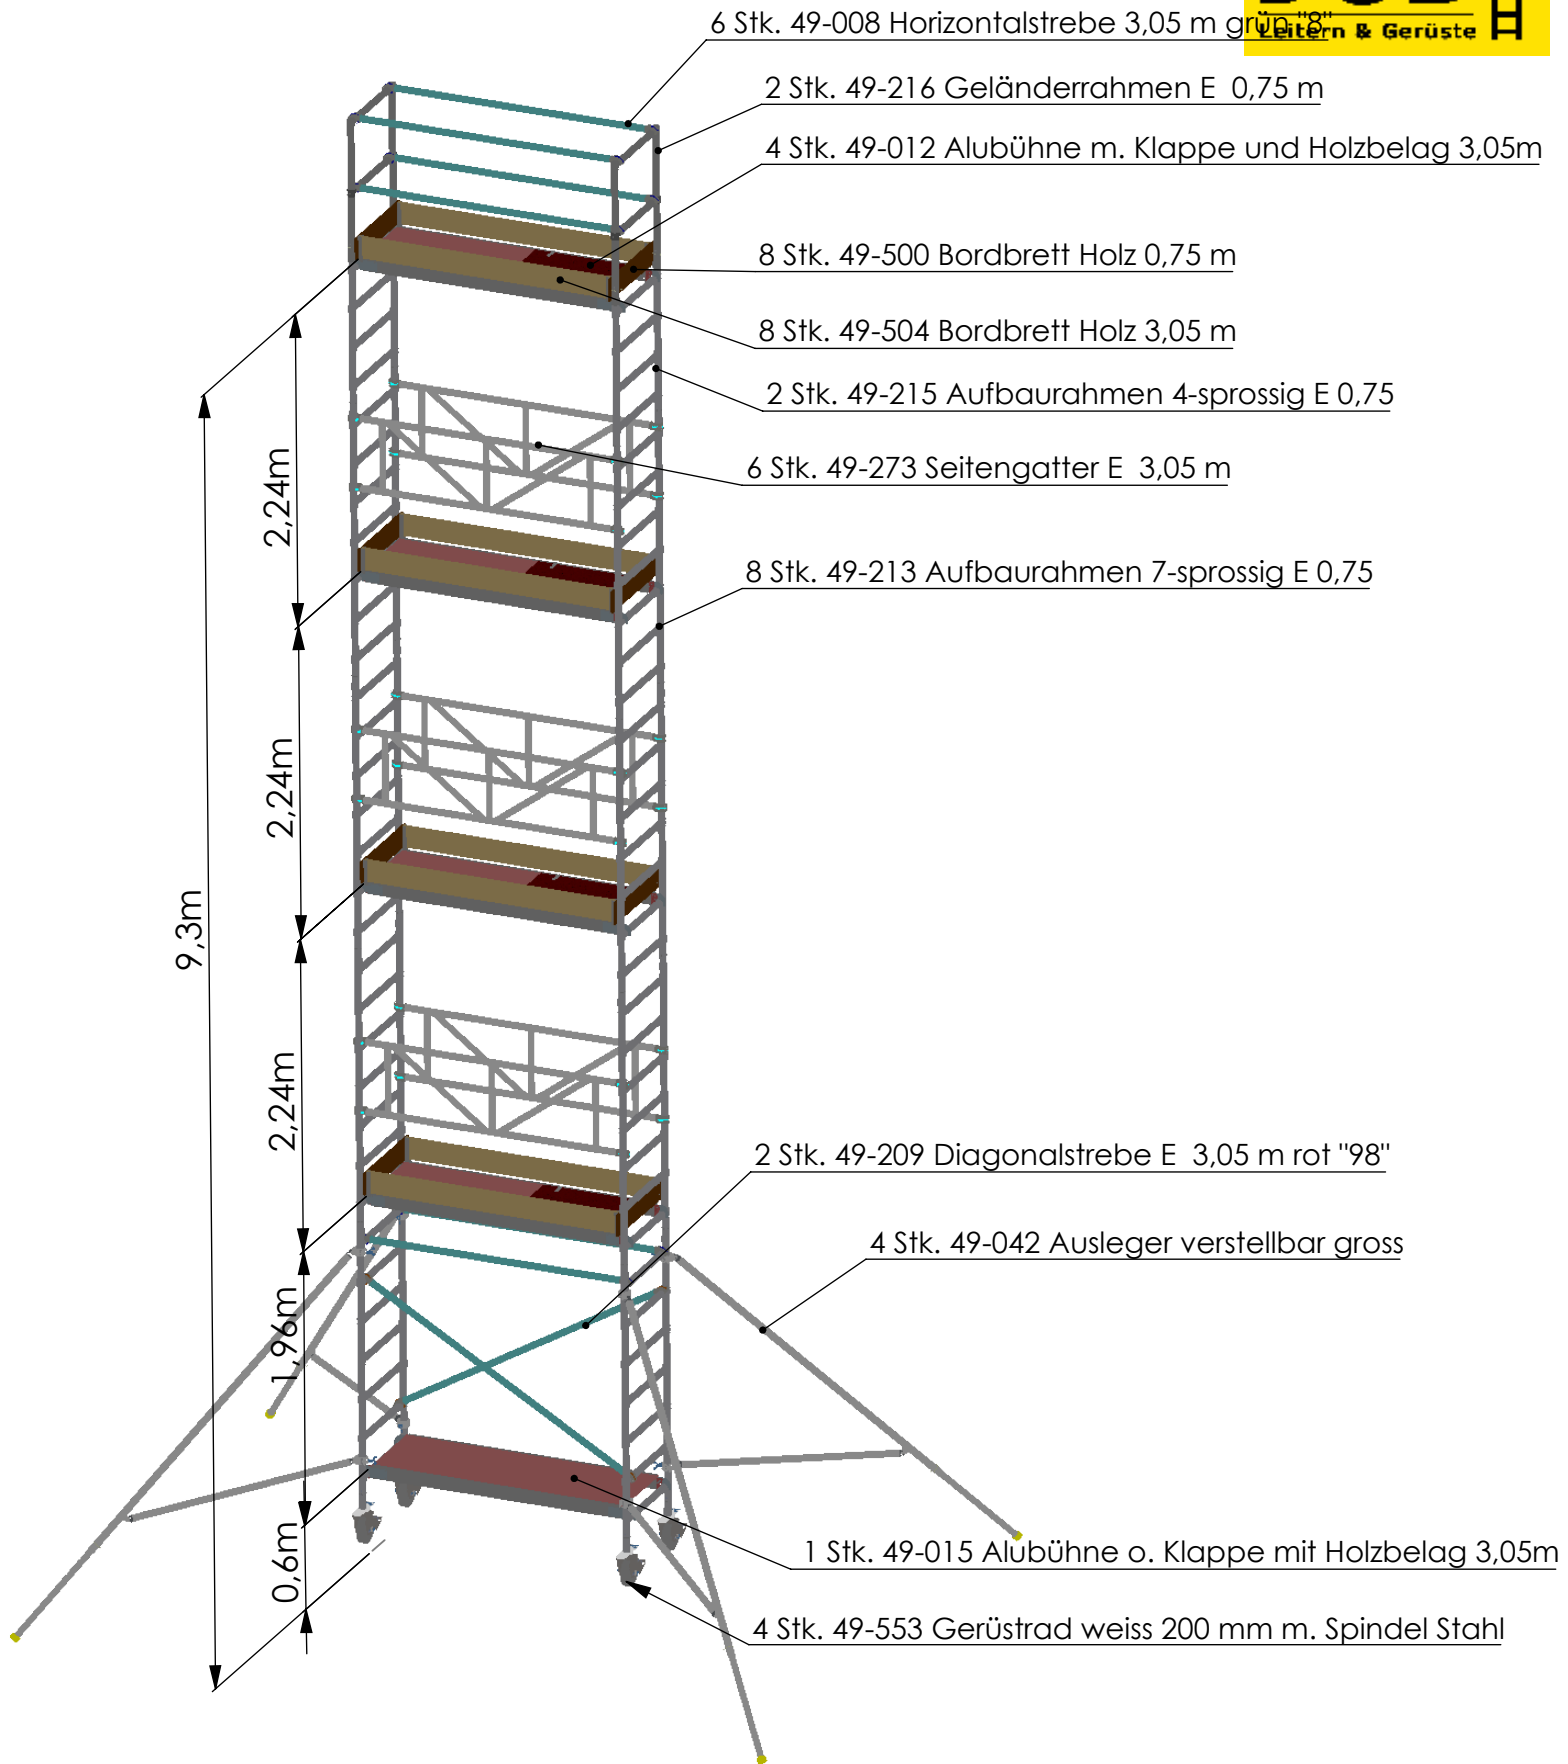 6 Stk. 49-008 Horizontalstrebe 3,05 m grün "8"
Leitern & Gerüste
2 Stk. 49-216 Geländerrahmen E 0,75 m
4 Stk. 49-012 Alubühne m. Klappe und Holzbelag 3,05m
8 Stk. 49-500 Bordbrett Holz 0,75 m
8 Stk. 49-504 Bordbrett Holz 3,05 m
2 Stk. 49-215 Aufbaurahmen 4-sprossig E 0,75
6 Stk. 49-273 Seitengatter E 3,05 m
8 Stk. 49-213 Aufbaurahmen 7-sprossig E 0,75
2,24m
2,24m
9,3m
2,24m
2 Stk. 49-209 Diagonalstrebe E 3,05 m rot "98"
4 Stk. 49-042 Ausleger verstellbar gross
1,96m
0,6m
1 Stk. 49-015 Alubühne o. Klappe mit Holzbelag 3,05m
4 Stk. 49-553 Gerüstrad weiss 200 mm m. Spindel Stahl